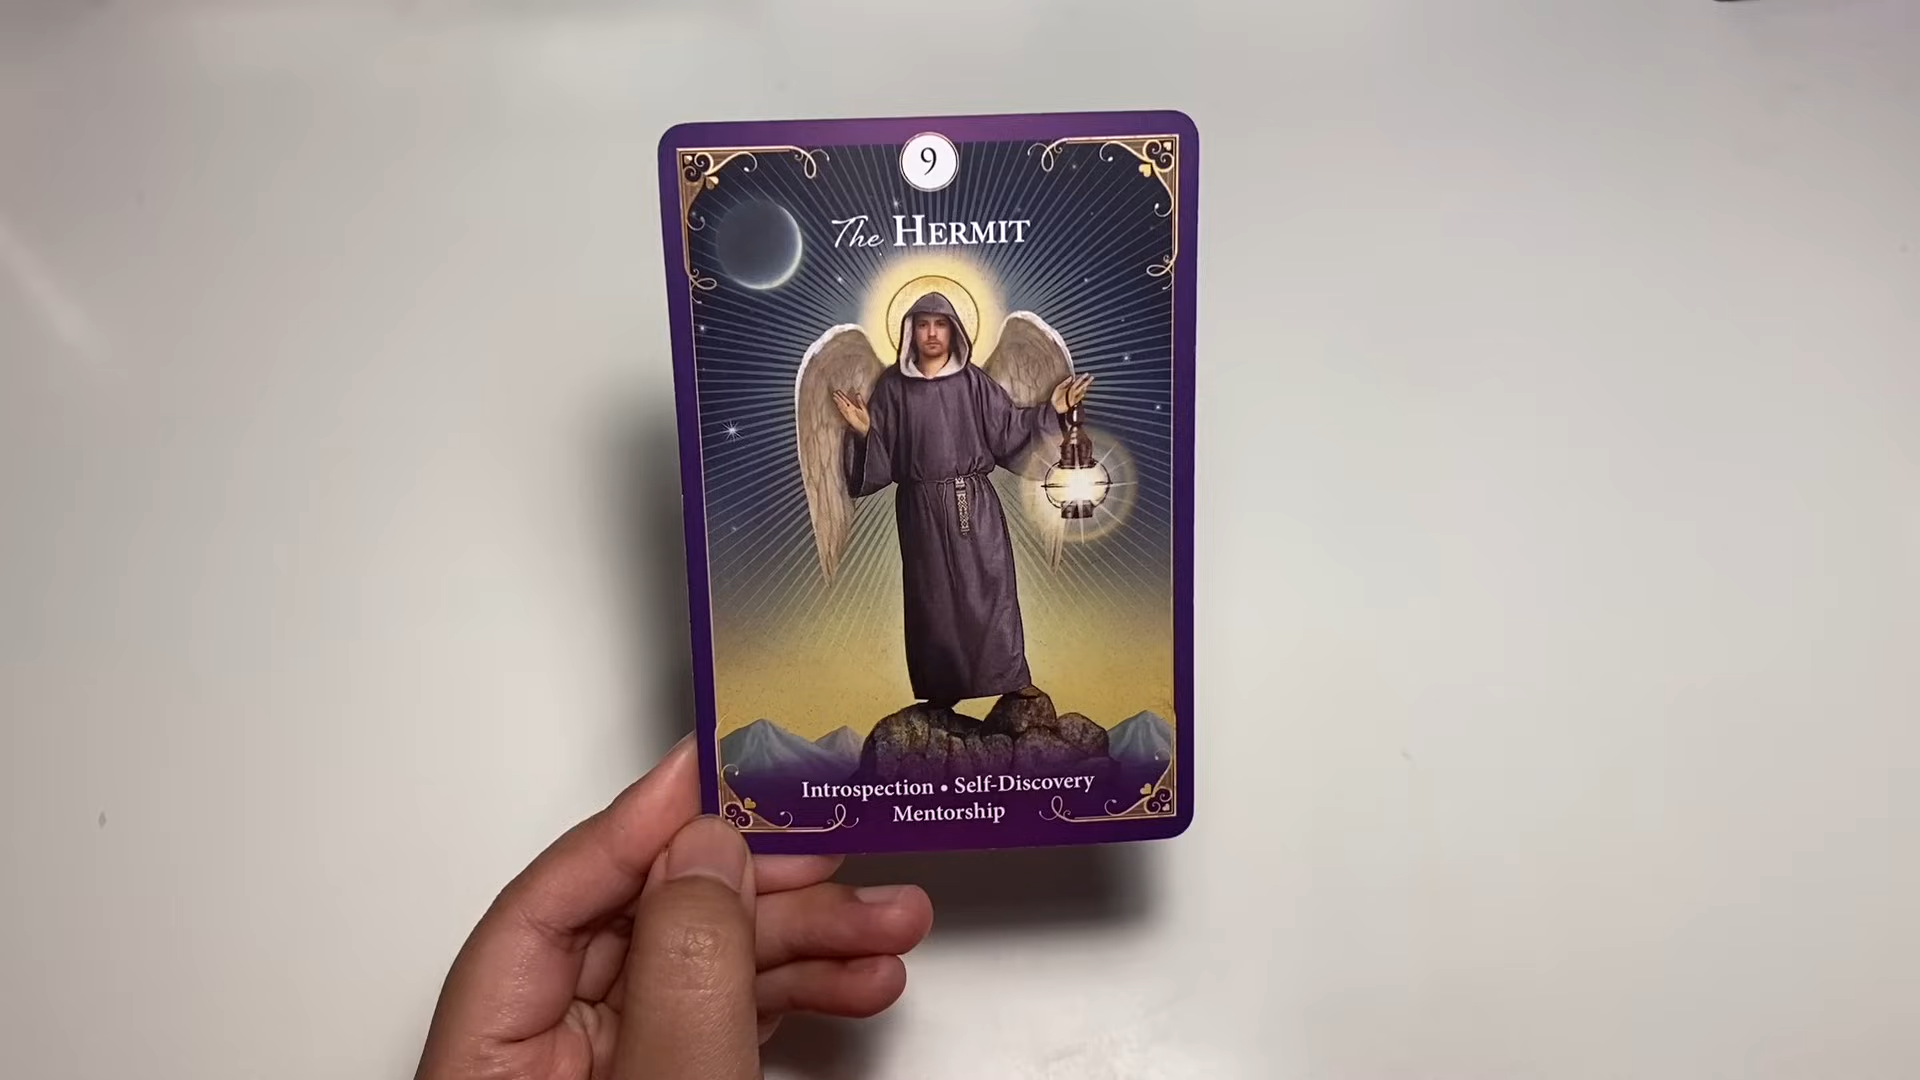 9
The HERMIT
Introspection • Self-Discovery
Mentorship